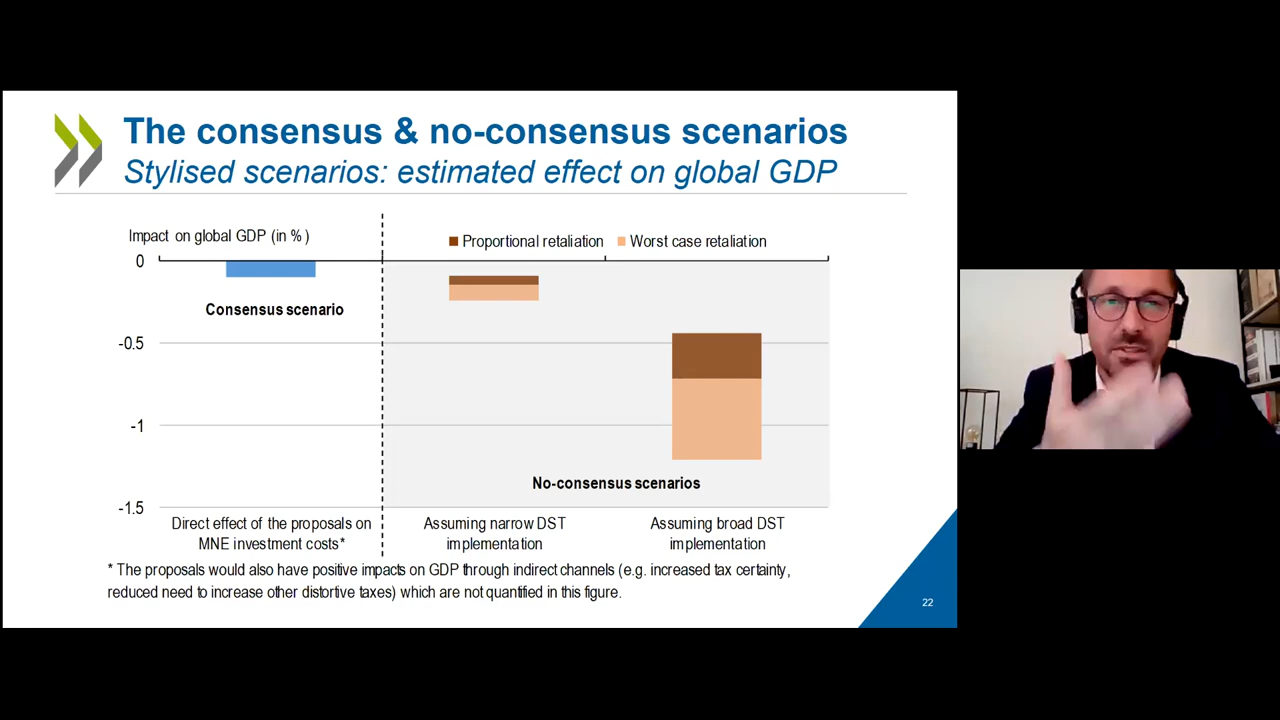 The consensus & no-consensus scenarios
Stylised scenarios: estimated effect on global GDP
Impact on global GDP (in %)
Proportional retaliation
Worst case retaliation
0
Consensus scenario
-0.5
-1
No-consensus scenarios
-1.5
Direct effect of the proposals on
MNE investment costs*
Assuming narrow DST
implementation
Assuming broad DST
implementation
* The proposals would also have positive impacts on GDP through indirect channels (e.g. increased tax certainty,
reduced need to increase other distortive taxes) which are not quantified in this figure.
22